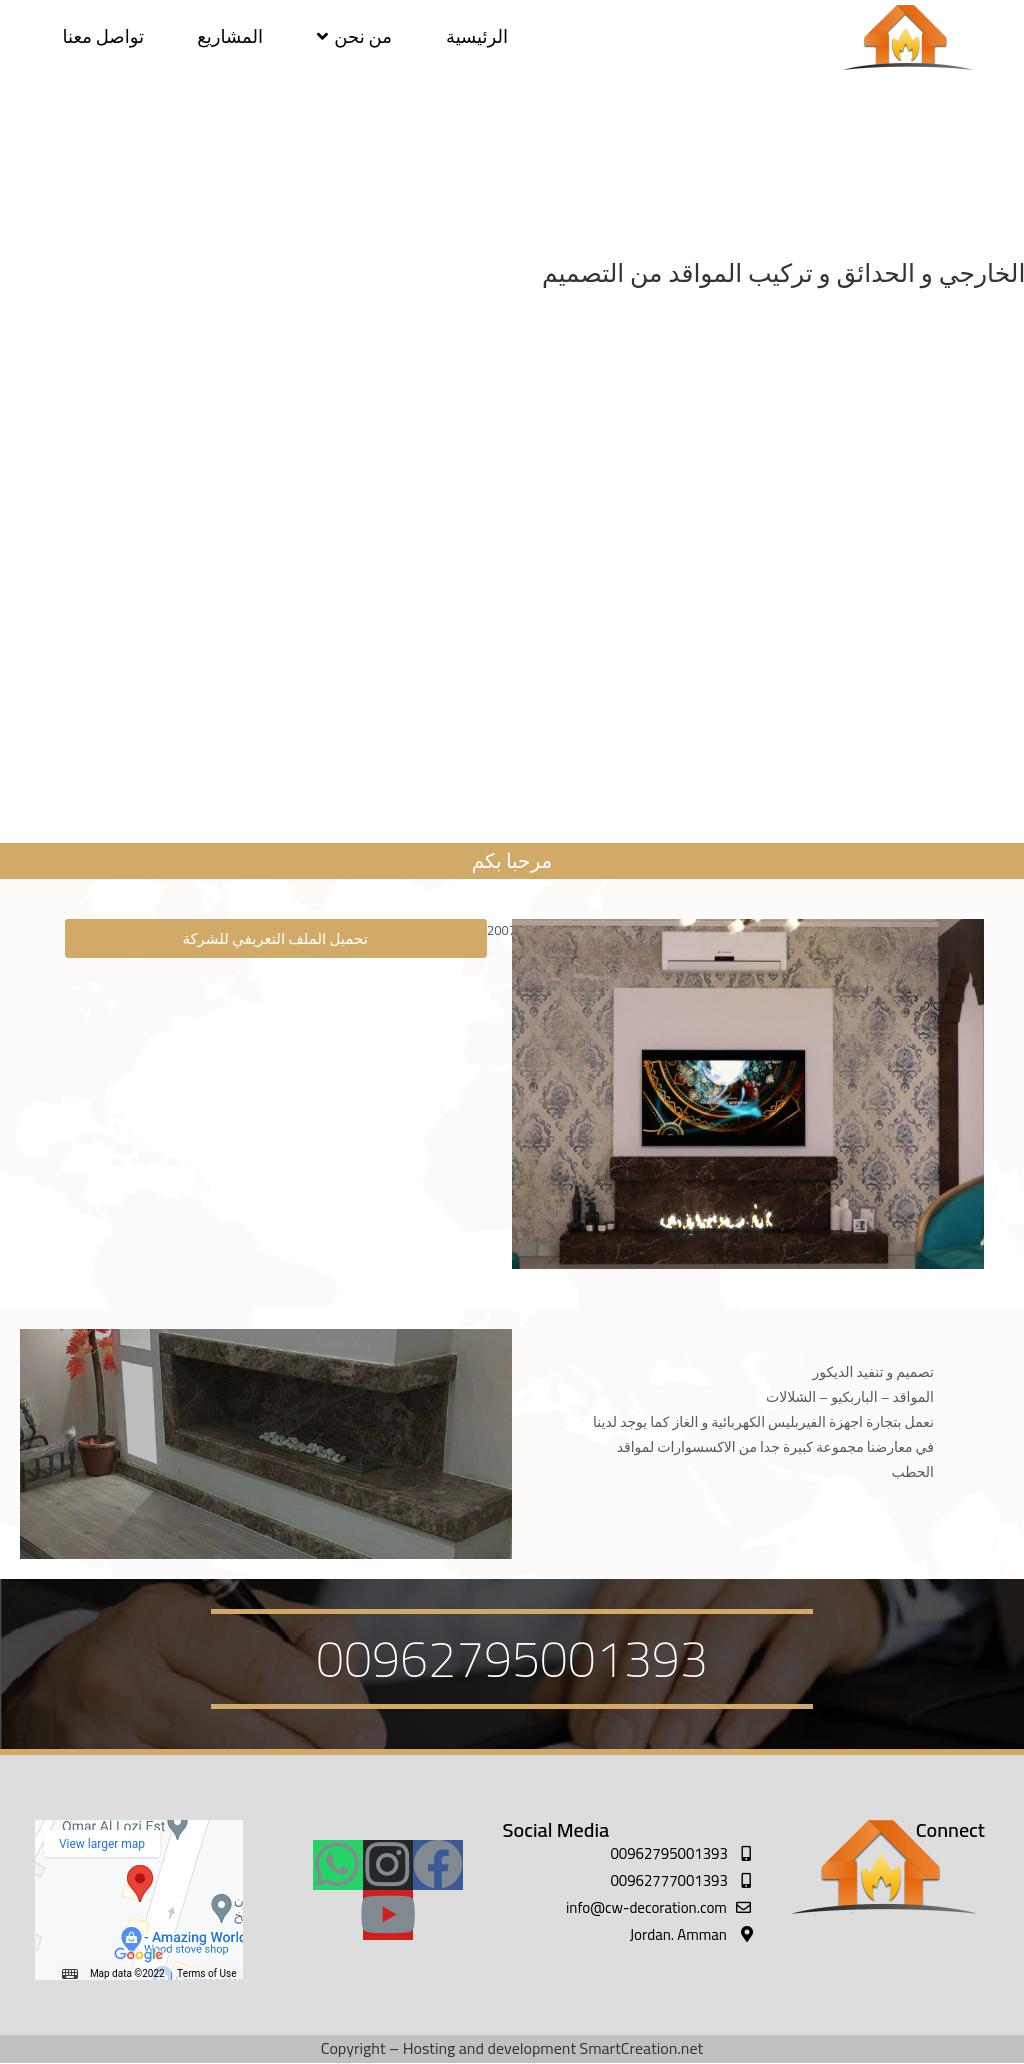 الرئيسية
من نحن
المشاريع
تواصل معنا
الخارجي و الحدائق و تركيب المواقد من التصميم
مرحبا بكم
2007
تحميل الملف التعريفي للشركة
تصميم و تنفيد الديكور
المواقد – الباربكيو – الشلالات
نعمل بتجارة اجهزة الفيربليس الكهربائية و الغاز كما يوجد لدينا
في معارضنا مجموعة كبيرة جدا من الاكسسوارات لمواقد
الحطب
00962795001393
Connect
Social Media
00962795001393
00962777001393
info@cw-decoration.com
Jordan. Amman
Omar Al Lozi Est
View larger map
- Amazing World
Wood stove shop
Google
Map data ©2022
Terms of Use
Copyright – Hosting and development SmartCreation.net